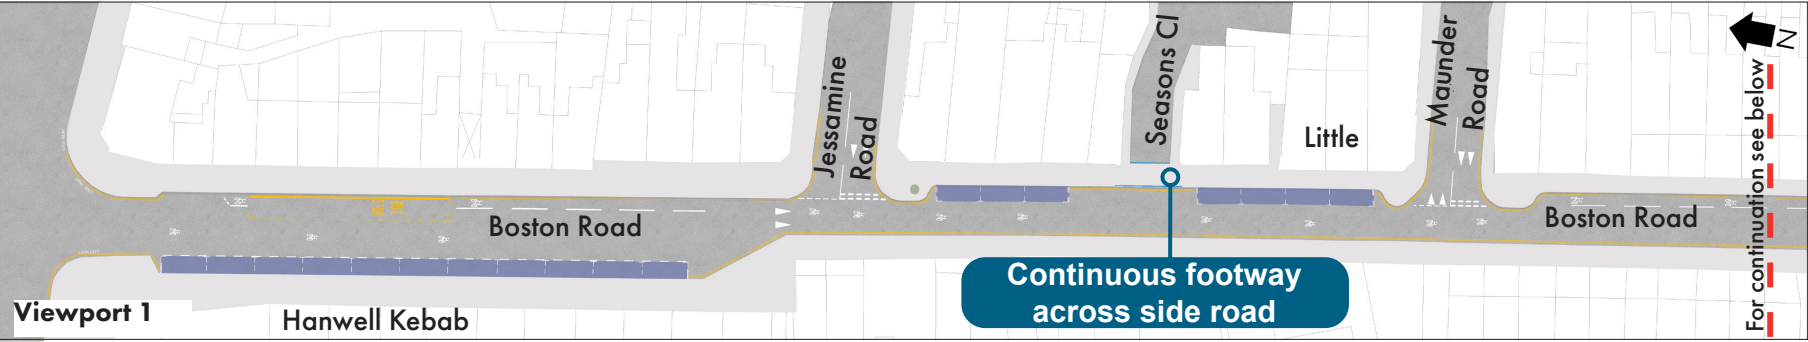 Jessamine
Road
Seasons Cl
Little
Maunder
Road
N
For continuation see below
Boston Road
Boston Road
Continuous footway
across side road
Viewport 1
Hanwell Kebab